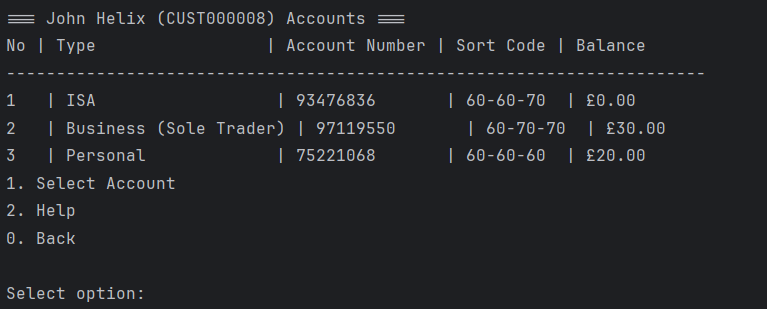 === John Helix (CUST000008) Accounts ===
No | Type                 | Account Number | Sort Code | Balance
----------------------------------------------------------------------
1   | ISA                  | 93476836       | 60-60-70  | £0.00
2   | Business (Sole Trader) | 97119550       | 60-70-70  | £30.00
3   | Personal             | 75221068       | 60-60-60  | £20.00
1. Select Account
2. Help
0. Back

Select option: